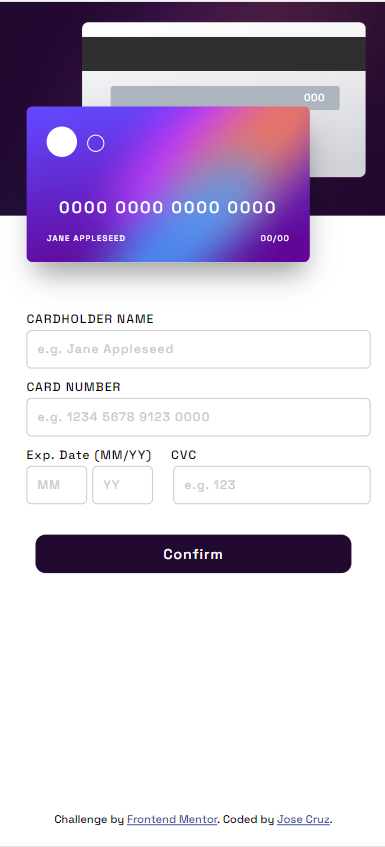 000
0000 0000 0000 0000
JANE APPLESEED 00/00
CARDHOLDER NAME
e.g. Jane Appleseed
CARD NUMBER
e.g. 1234 5678 9123 0000
Exp. Date (MM/YY) CVC
MM YY e.g. 123
Confirm
Challenge by Frontend Mentor. Coded by Jose Cruz.